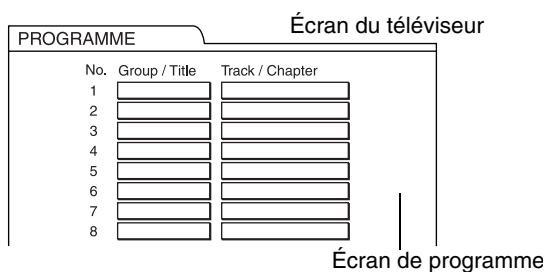 Écran du téléviseur
PROGRAMME
No. Group / Title Track / Chapter
1
2
3
4
5
6
7
8
Écran de programme